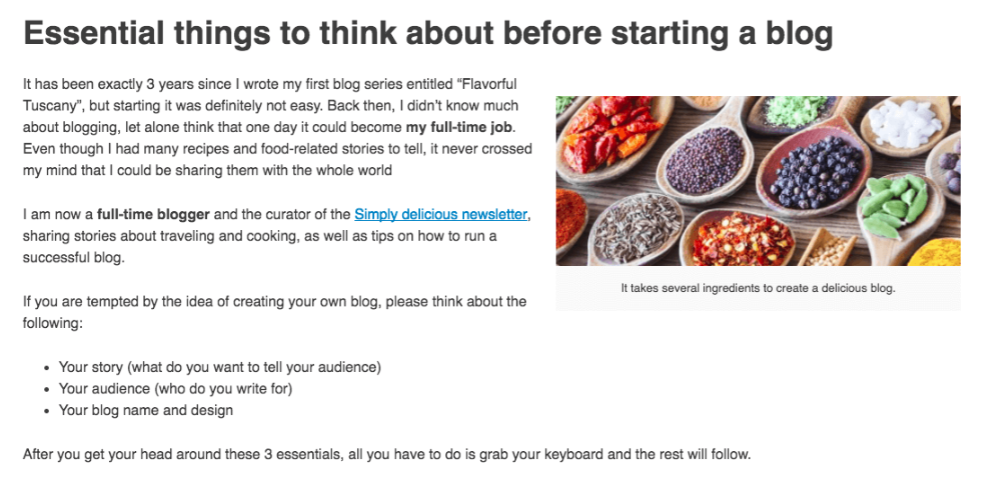 Essential things to think about before starting a blog
It has been exactly 3 years since I wrote my first blog series entitled “Flavorful
Tuscany”, but starting it was definitely not easy. Back then, I didn’t know much
about blogging, let alone think that one day it could become my full-time job.
Even though I had many recipes and food-related stories to tell, it never crossed
my mind that I could be sharing them with the whole world
I am now a full-time blogger and the curator of the Simply delicious newsletter,
sharing stories about traveling and cooking, as well as tips on how to run a
successful blog.
It takes several ingredients to create a delicious blog.
If you are tempted by the idea of creating your own blog, please think about the
following:
• Your story (what do you want to tell your audience)
• Your audience (who do you write for)
• Your blog name and design
After you get your head around these 3 essentials, all you have to do is grab your keyboard and the rest will follow.